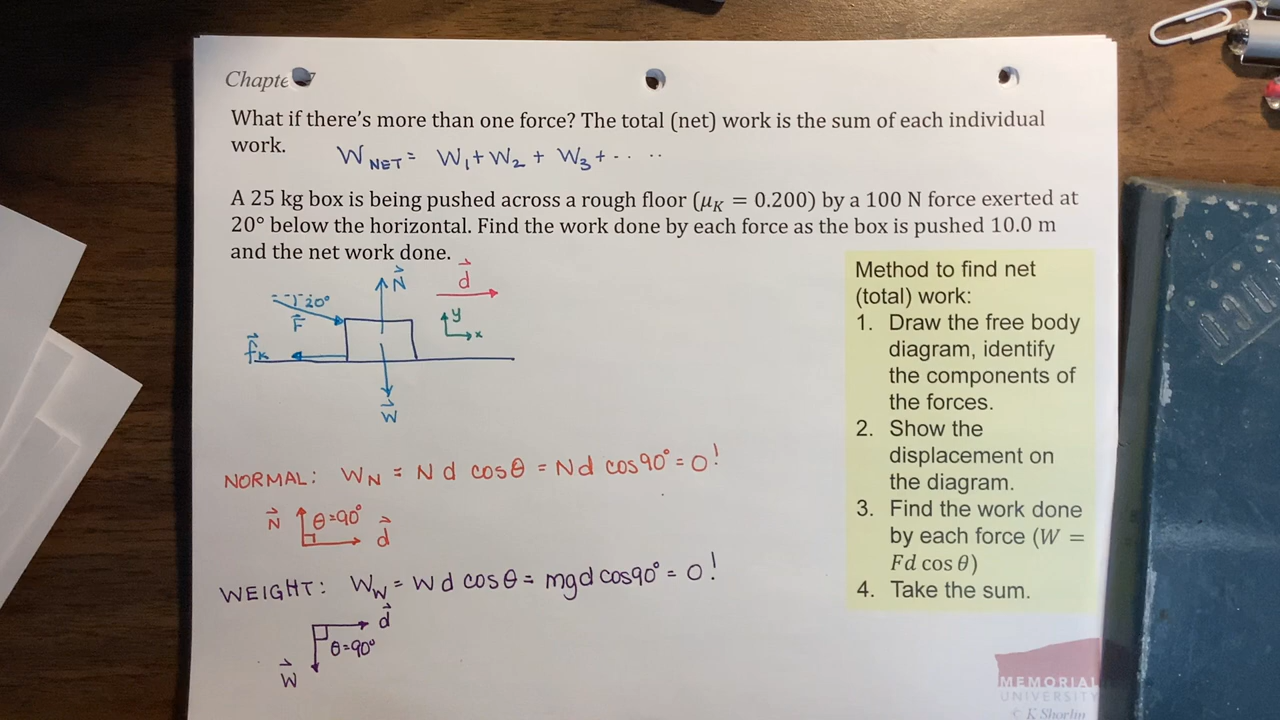 Chapte
What if there's more than one force? The total (net) work is the sum of each individual
work.
W NET = W₁ + W₂ + W₃ + · · · ·
A 25 kg box is being pushed across a rough floor (μ_K = 0.200) by a 100 N force exerted at
20° below the horizontal. Find the work done by each force as the box is pushed 10.0 m
and the net work done.
N⃗
d⃗
20°
F⃗
y
x
f⃗_K
W⃗
NORMAL: W_N = N d cosθ = N d cos90° = 0!
N⃗ θ=90° d⃗
WEIGHT: W_W = W d cosθ = mgd cos90° = 0!
d⃗
θ=90°
W⃗
Method to find net
(total) work:
1. Draw the free body
diagram, identify
the components of
the forces.
2. Show the
displacement on
the diagram.
3. Find the work done
by each force (W =
Fd cos θ)
4. Take the sum.
MEMORIAL
UNIVERSITY
© K Shorlin